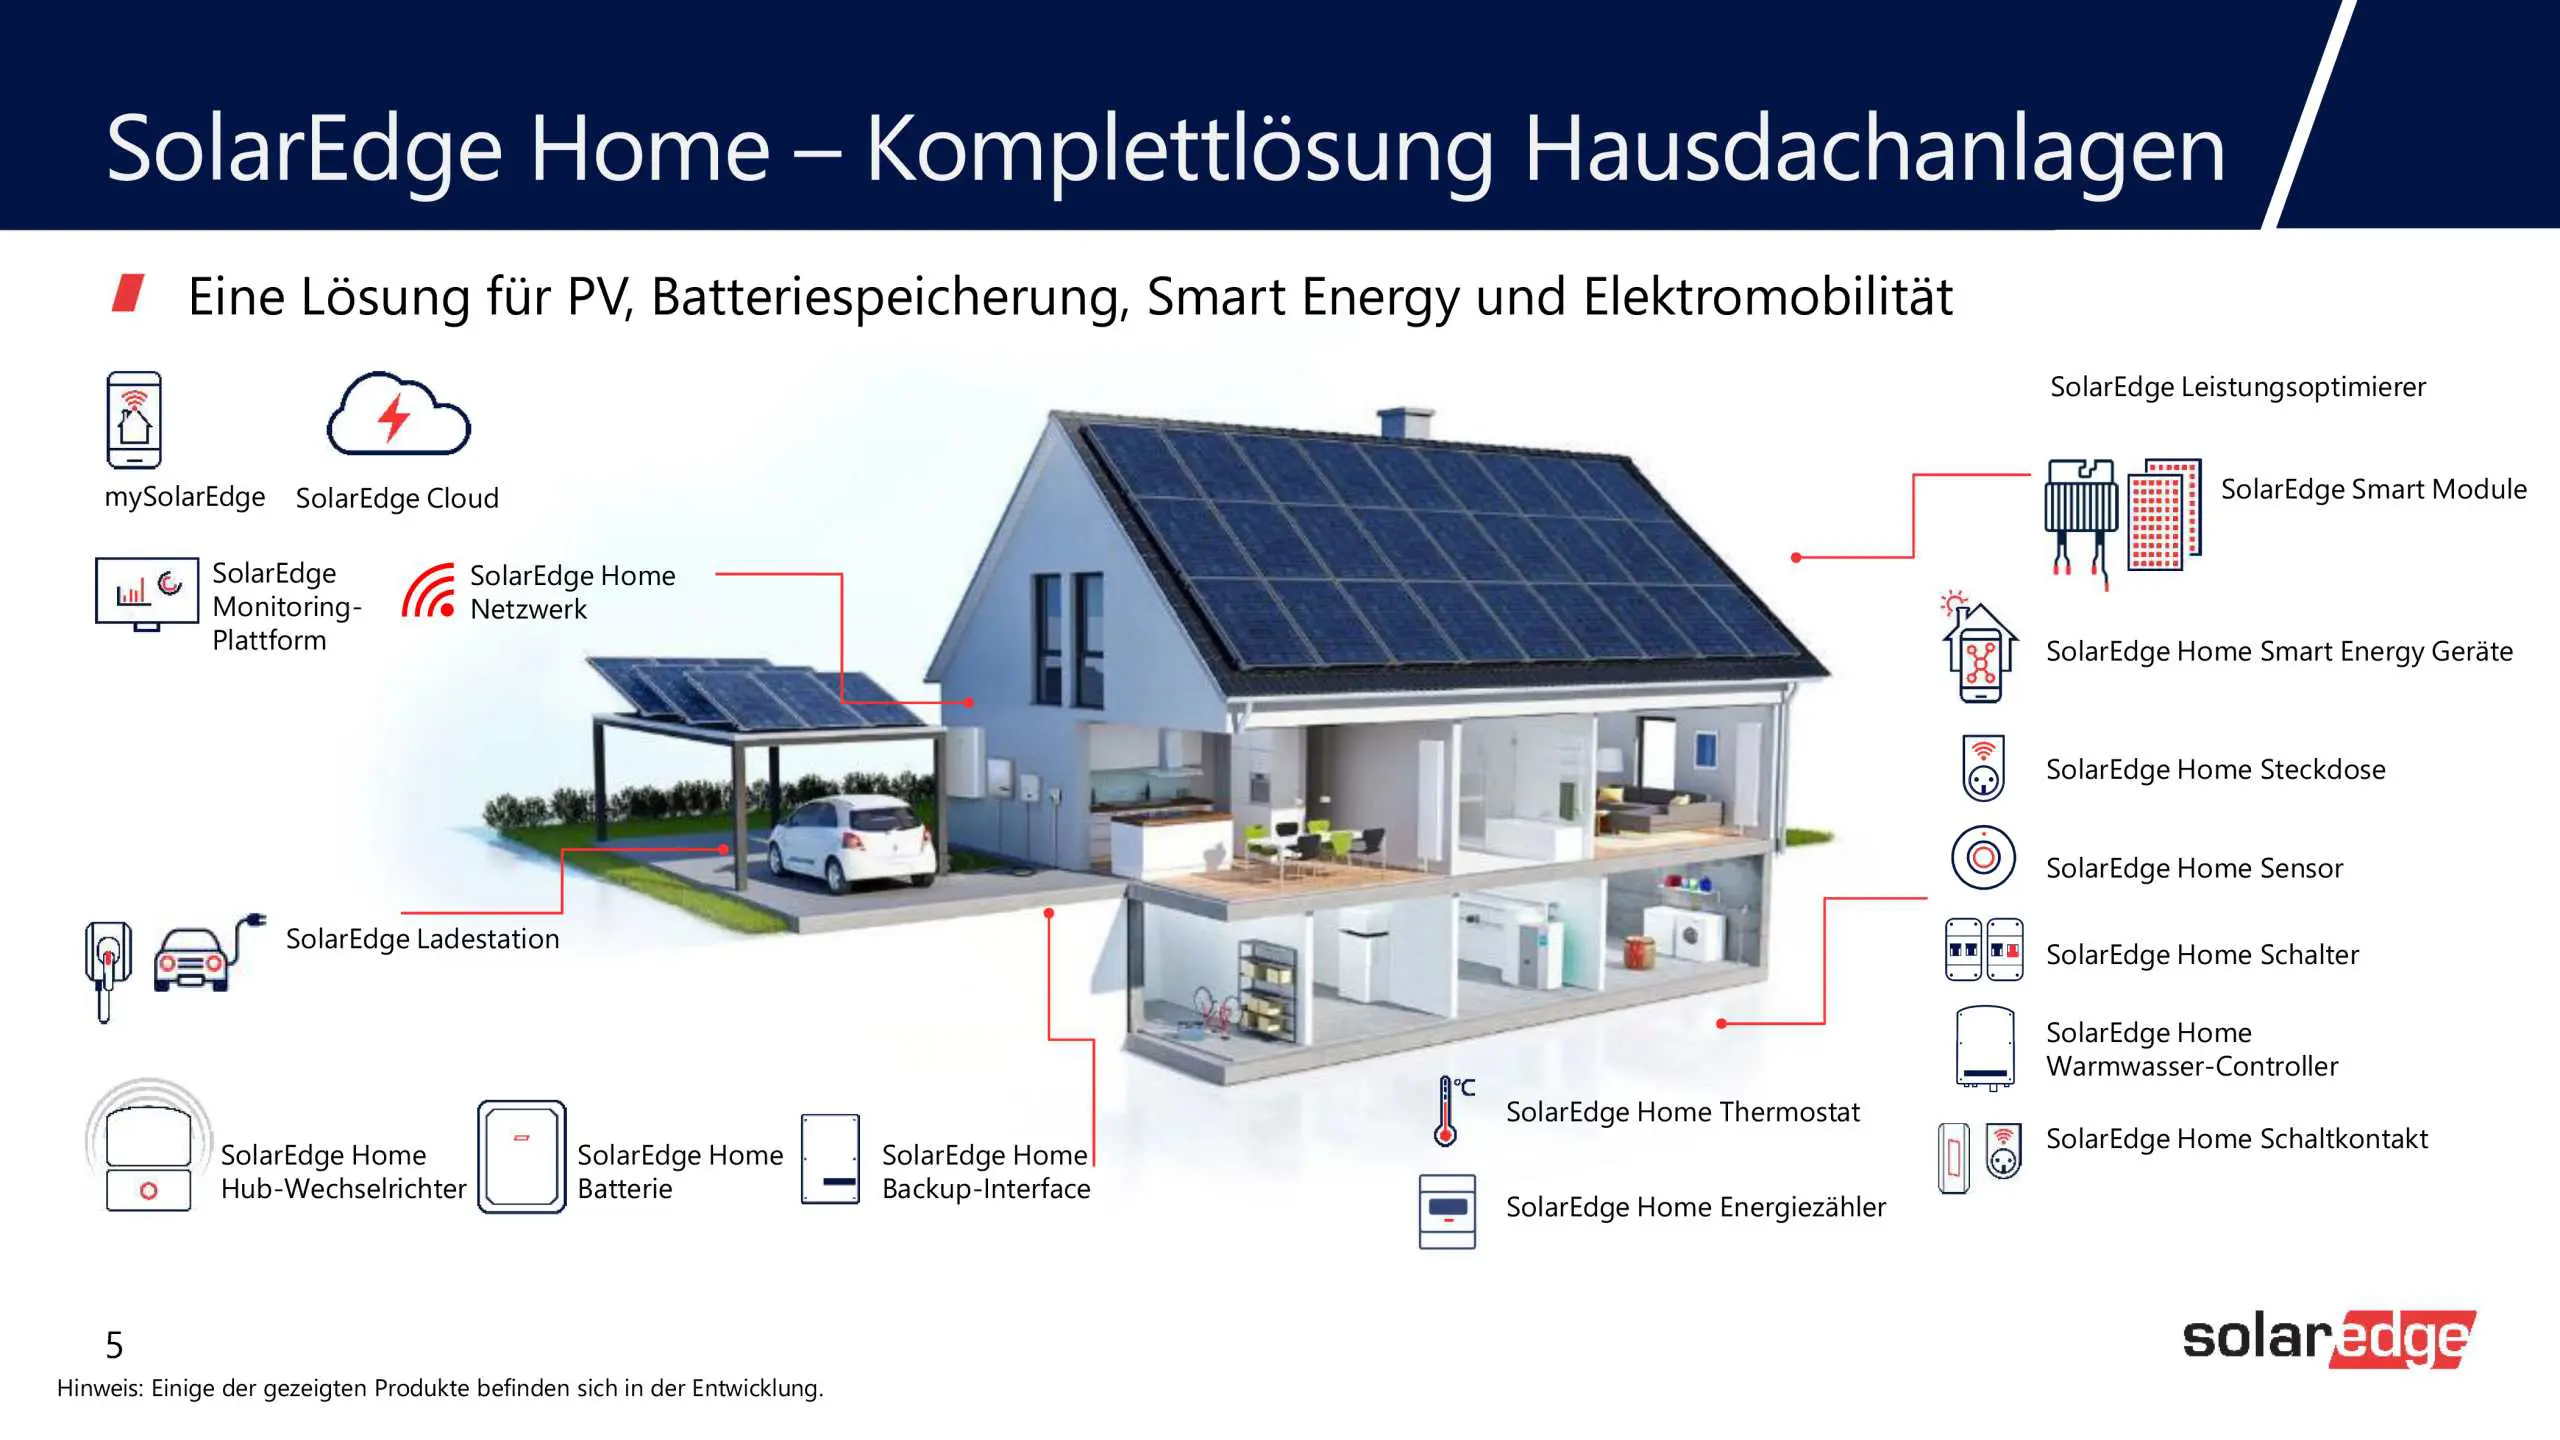 SolarEdge Home – Komplettlösung Hausdachanlagen
Eine Lösung für PV, Batteriespeicherung, Smart Energy und Elektromobilität
mySolarEdge
SolarEdge Cloud
SolarEdge
Monitoring-
Plattform
SolarEdge Home
Netzwerk
SolarEdge Leistungsoptimierer
SolarEdge Smart Module
SolarEdge Home Smart Energy Geräte
SolarEdge Home Steckdose
SolarEdge Home Sensor
SolarEdge Home Schalter
SolarEdge Home
Warmwasser-Controller
SolarEdge Home Schaltkontakt
SolarEdge Ladestation
SolarEdge Home
Hub-Wechselrichter
SolarEdge Home
Batterie
SolarEdge Home
Backup-Interface
°C
SolarEdge Home Thermostat
SolarEdge Home Energiezähler
5
Hinweis: Einige der gezeigten Produkte befinden sich in der Entwicklung.
solaredge